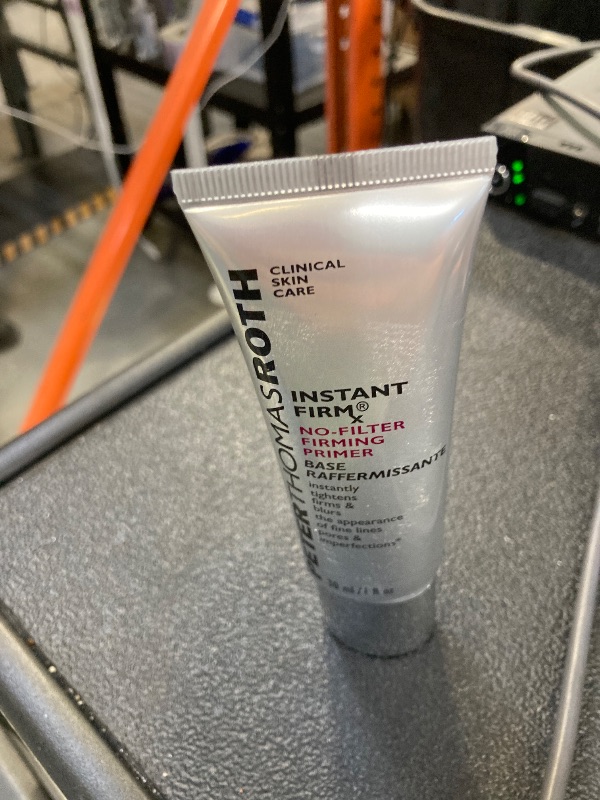 PETERTHOMASROTH
CLINICAL
SKIN
CARE
INSTANT
FIRMx®
NO-FILTER
FIRMING
PRIMER
BASE
RAFFERMISSANTE
instantly
tightens
firms &
blurs
the appearance
of fine lines
pores &
imperfections*
30 ml / 1 fl oz